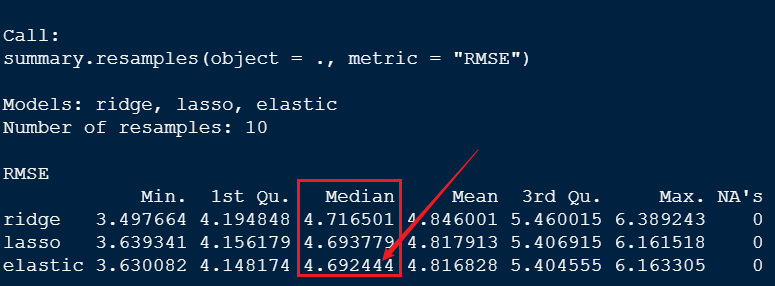 Call:
summary.resamples(object = ., metric = "RMSE")
Models: ridge, lasso, elastic
Number of resamples: 10
RMSE
Min. 1st Qu. Median Mean 3rd Qu. Max. NA's
ridge 3.497664 4.194848 4.716501 4.846001 5.460015 6.389243 0
lasso 3.639341 4.156179 4.693779 4.817913 5.406915 6.161518 0
elastic 3.630082 4.148174 4.692444 4.816828 5.404555 6.163305 0